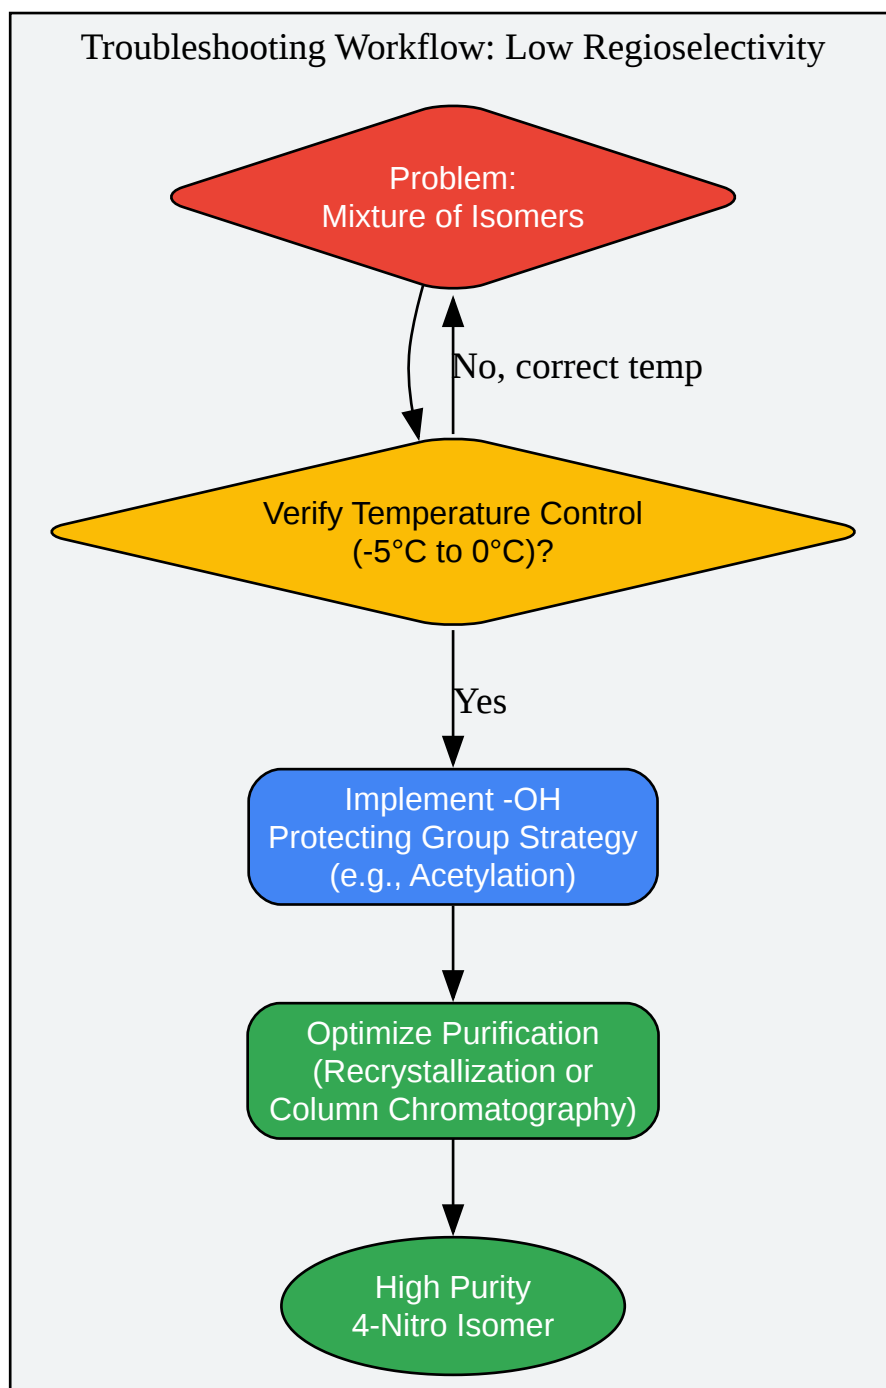 Troubleshooting Workflow: Low Regioselectivity
Problem:
Mixture of Isomers
No, correct temp
Verify Temperature Control
(-5°C to 0°C)?
Yes
Implement -OH
Protecting Group Strategy
(e.g., Acetylation)
Optimize Purification
(Recrystallization or
Column Chromatography)
High Purity
4-Nitro Isomer